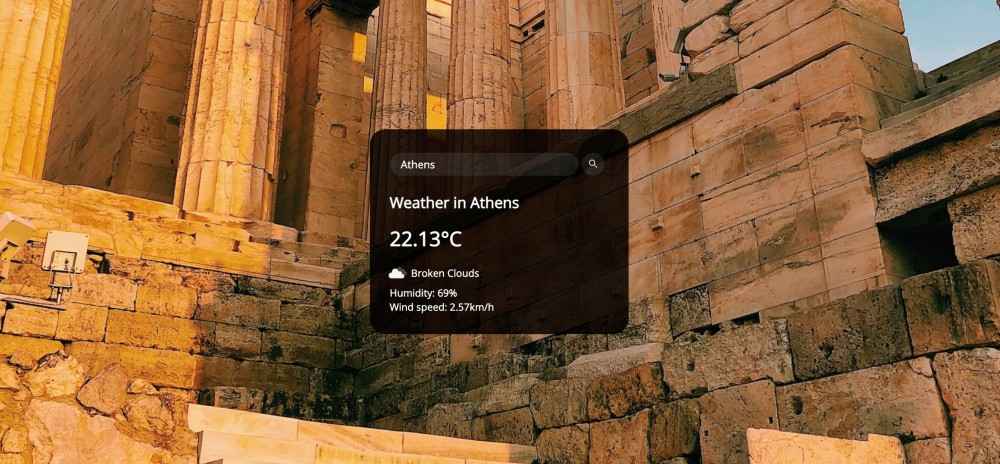 Athens
Weather in Athens
22.13°C
Broken Clouds
Humidity: 69%
Wind speed: 2.57km/h